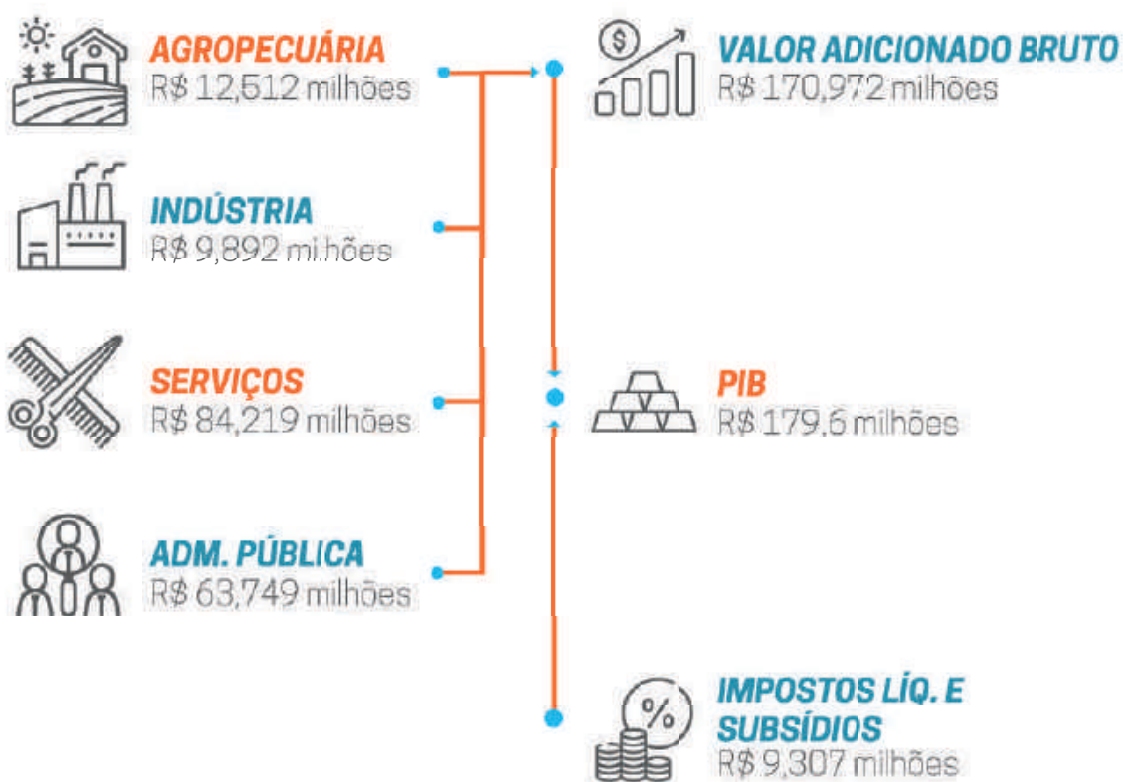 AGROPECUÁRIA
R$ 12,512 milhões
INDÚSTRIA
R$ 9,892 milhões
SERVIÇOS
R$ 84,219 milhões
ADM. PÚBLICA
R$ 63,749 milhões
$
VALOR ADICIONADO BRUTO
R$ 170,972 milhões
PIB
R$ 179,6 milhões
%
IMPOSTOS LÍQ. E
SUBSÍDIOS
R$ 9,307 milhões